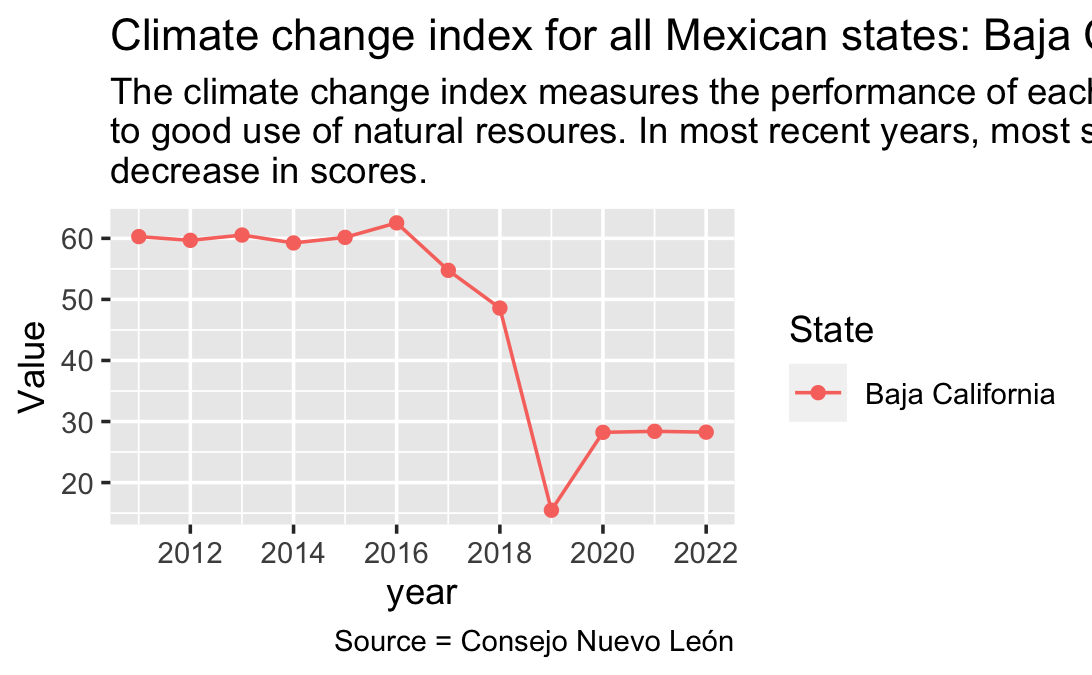 Climate change index for all Mexican states: Baja
The climate change index measures the performance of each
to good use of natural resoures. In most recent years, most
decrease in scores.
60
50
40
30
20
Value
2012 2014 2016 2018 2020 2022
year
State
Baja California
Source = Consejo Nuevo León